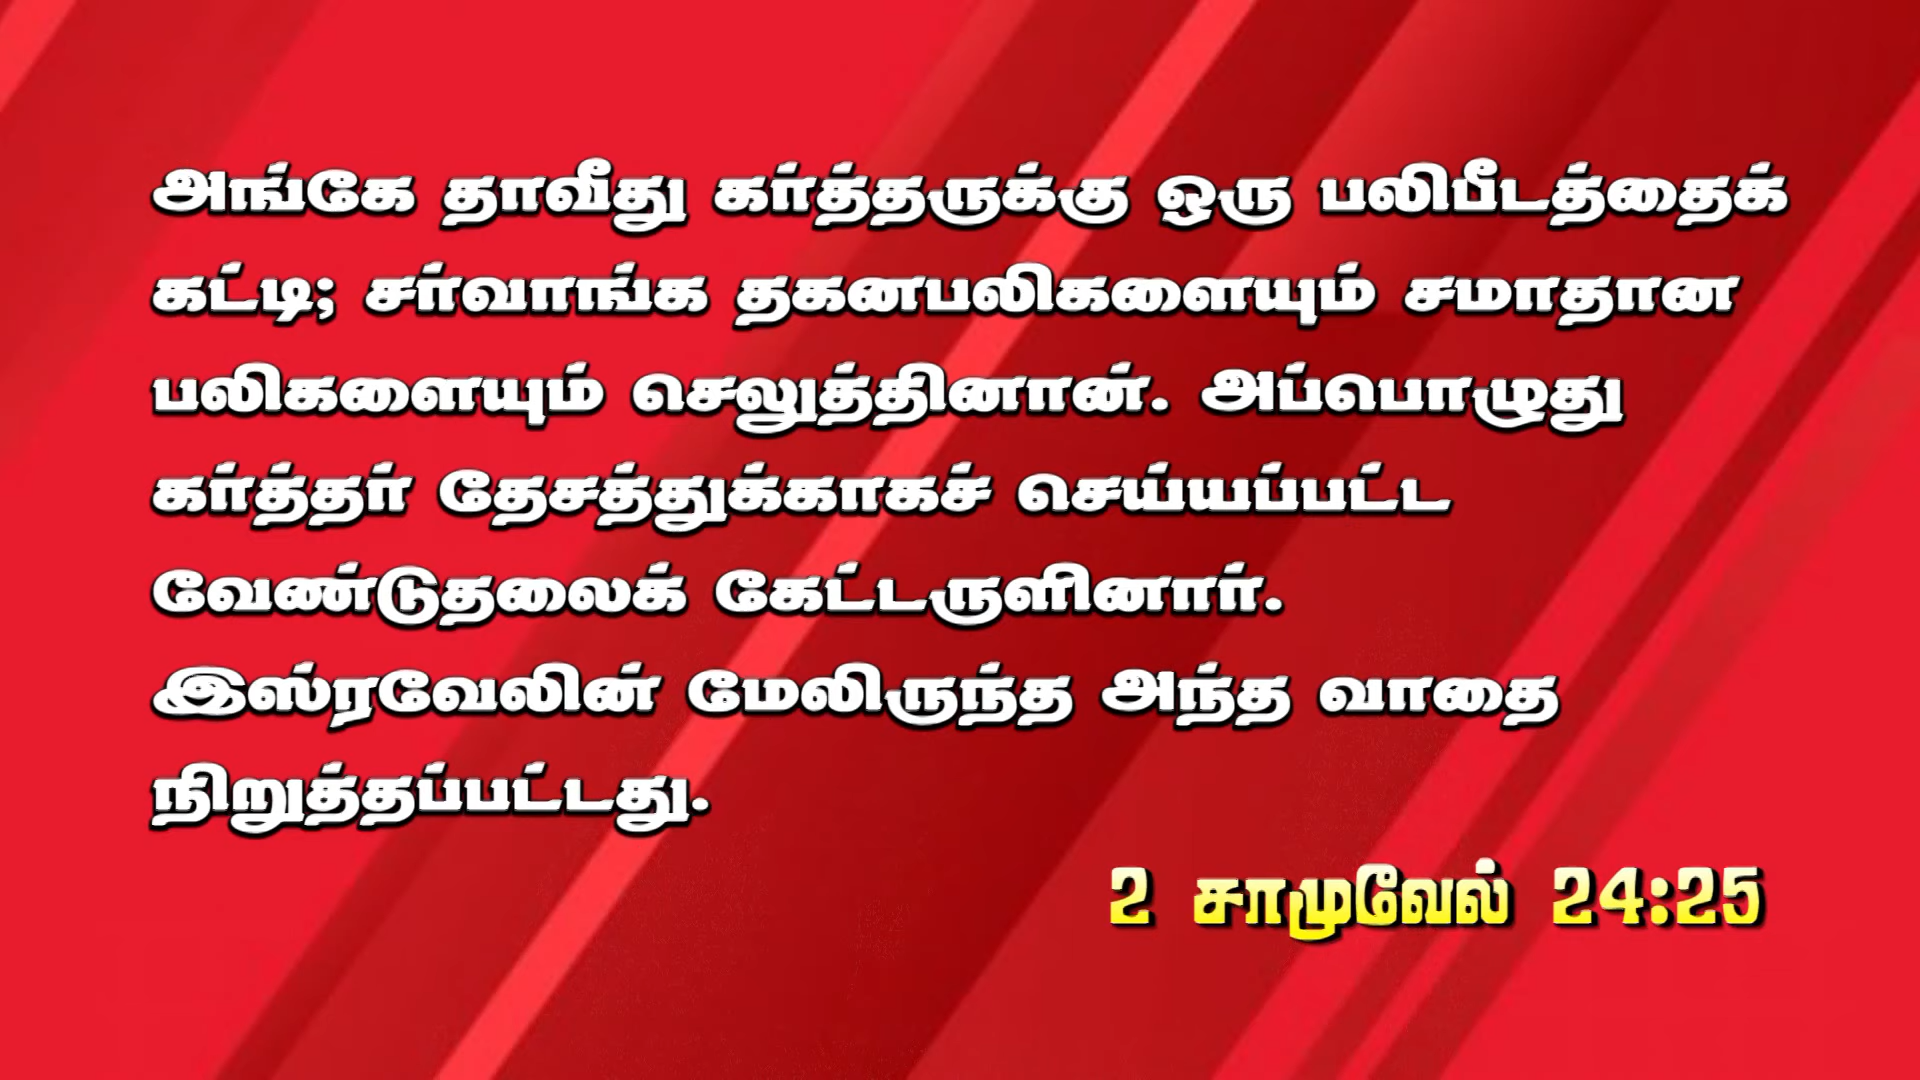 அங்கே தாவீது கர்த்தருக்கு ஒரு பலிபீடத்தைக்
கட்டி; சர்வாங்க தகனபலிகளையும் சமாதான
பலிகளையும் செலுத்தினான். அப்பொழுது
கர்த்தர் தேசத்துக்காகச் செய்யப்பட்ட
வேண்டுதலைக் கேட்டருளினார்.
இஸ்ரவேலின் மேலிருந்த அந்த வாதை
நிறுத்தப்பட்டது.
2 சாமுவேல் 24:25